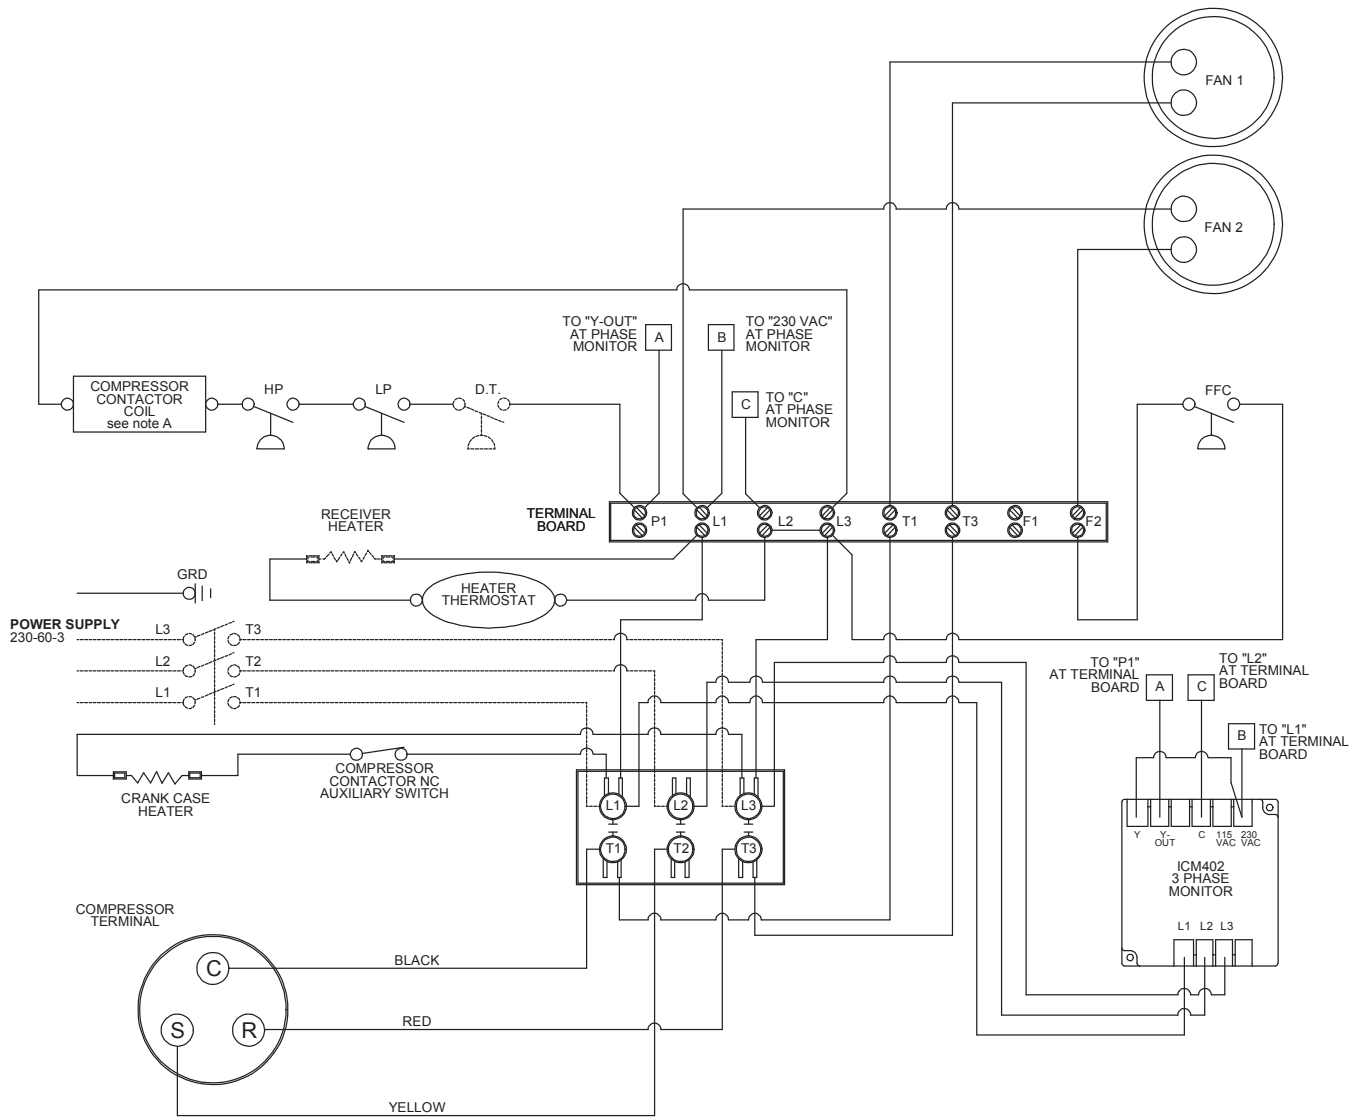 FAN 1
FAN 2
TO "Y-OUT"
AT PHASE
MONITOR
A
B
TO "230 VAC"
AT PHASE
MONITOR
C
TO "C"
AT PHASE
MONITOR
COMPRESSOR
CONTACTOR
COIL
see note A
HP
LP
D.T.
FFC
TERMINAL
BOARD
P1
L1
L2
L3
T1
T3
F1
F2
RECEIVER
HEATER
HEATER
THERMOSTAT
GRD
POWER SUPPLY
230-60-3
L3
T3
L2
T2
L1
T1
CRANK CASE
HEATER
COMPRESSOR
CONTACTOR NC
AUXILIARY SWITCH
L1
L2
L3
T1
T2
T3
TO "P1"
AT TERMINAL
BOARD
A
C
TO "L2"
AT TERMINAL
BOARD
B
TO "L1"
AT TERMINAL
BOARD
Y
Y-
OUT
C
115
VAC
230
VAC
ICM402
3 PHASE
MONITOR
L1
L2
L3
COMPRESSOR
TERMINAL
C
S
R
BLACK
RED
YELLOW